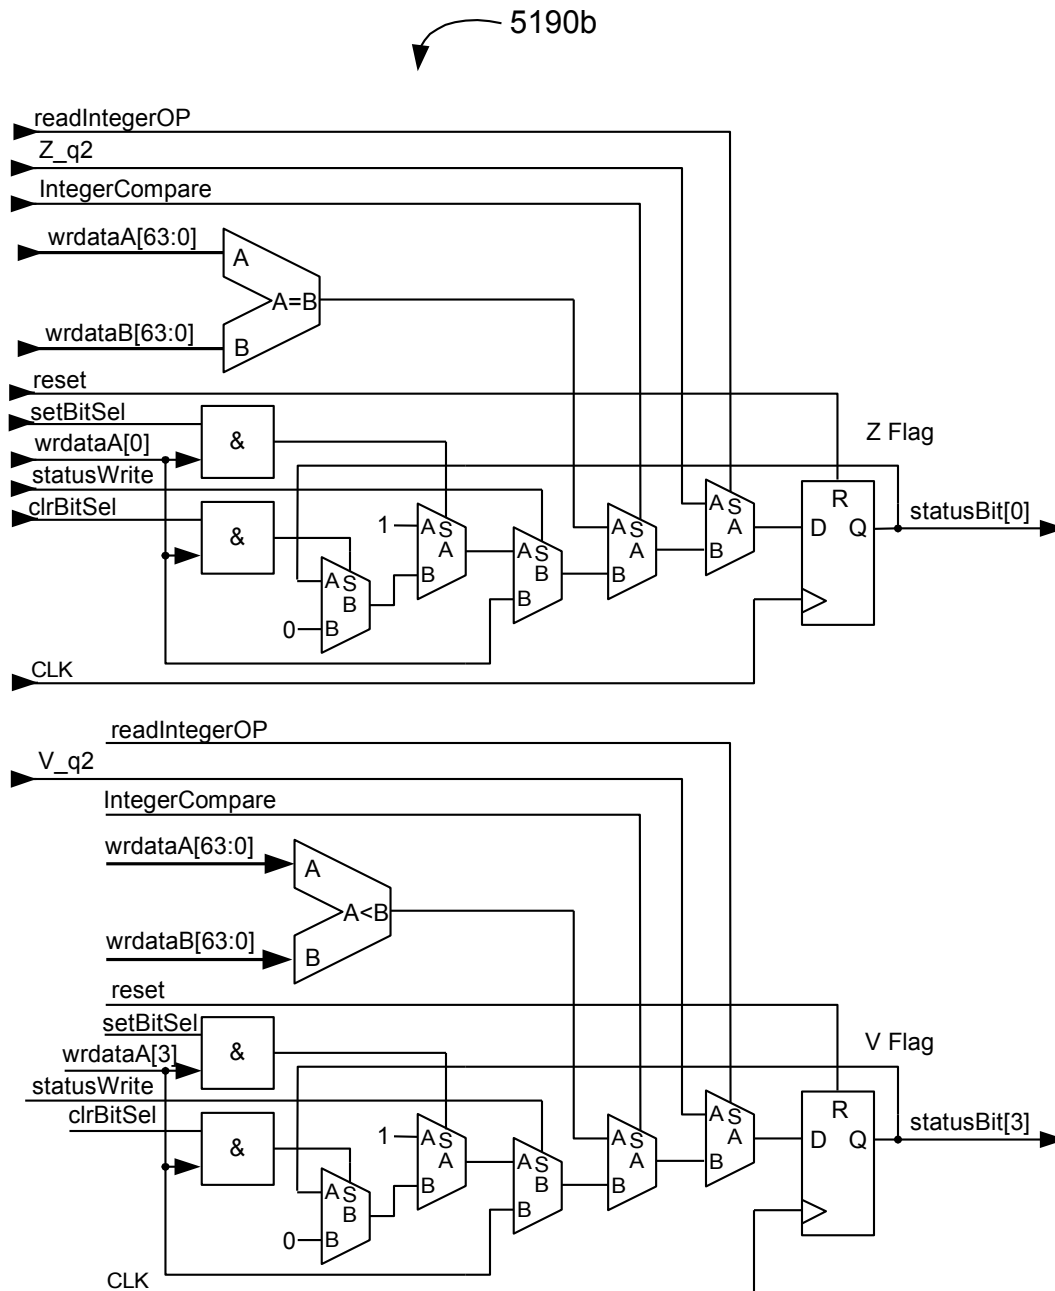 5190b
readIntegerOP
Z_q2
IntegerCompare
wrdataA[63:0]
A
A=B
wrdataB[63:0]
B
reset
setBitSel
&
Z Flag
wrdataA[0]
statusWrite
R
A S
A
clrBitSel
&
1
A S
A
A S
B
A S
A
B
D Q
statusBit[0]
A S
B
B
B
B
0
B
CLK
readIntegerOP
V_q2
IntegerCompare
wrdataA[63:0]
A
A<B
wrdataB[63:0]
B
reset
setBitSel
&
V Flag
wrdataA[3]
statusWrite
R
A S
A
clrBitSel
&
1
A S
A
A S
B
A S
A
B
D Q
statusBit[3]
A S
B
B
B
B
0
B
CLK